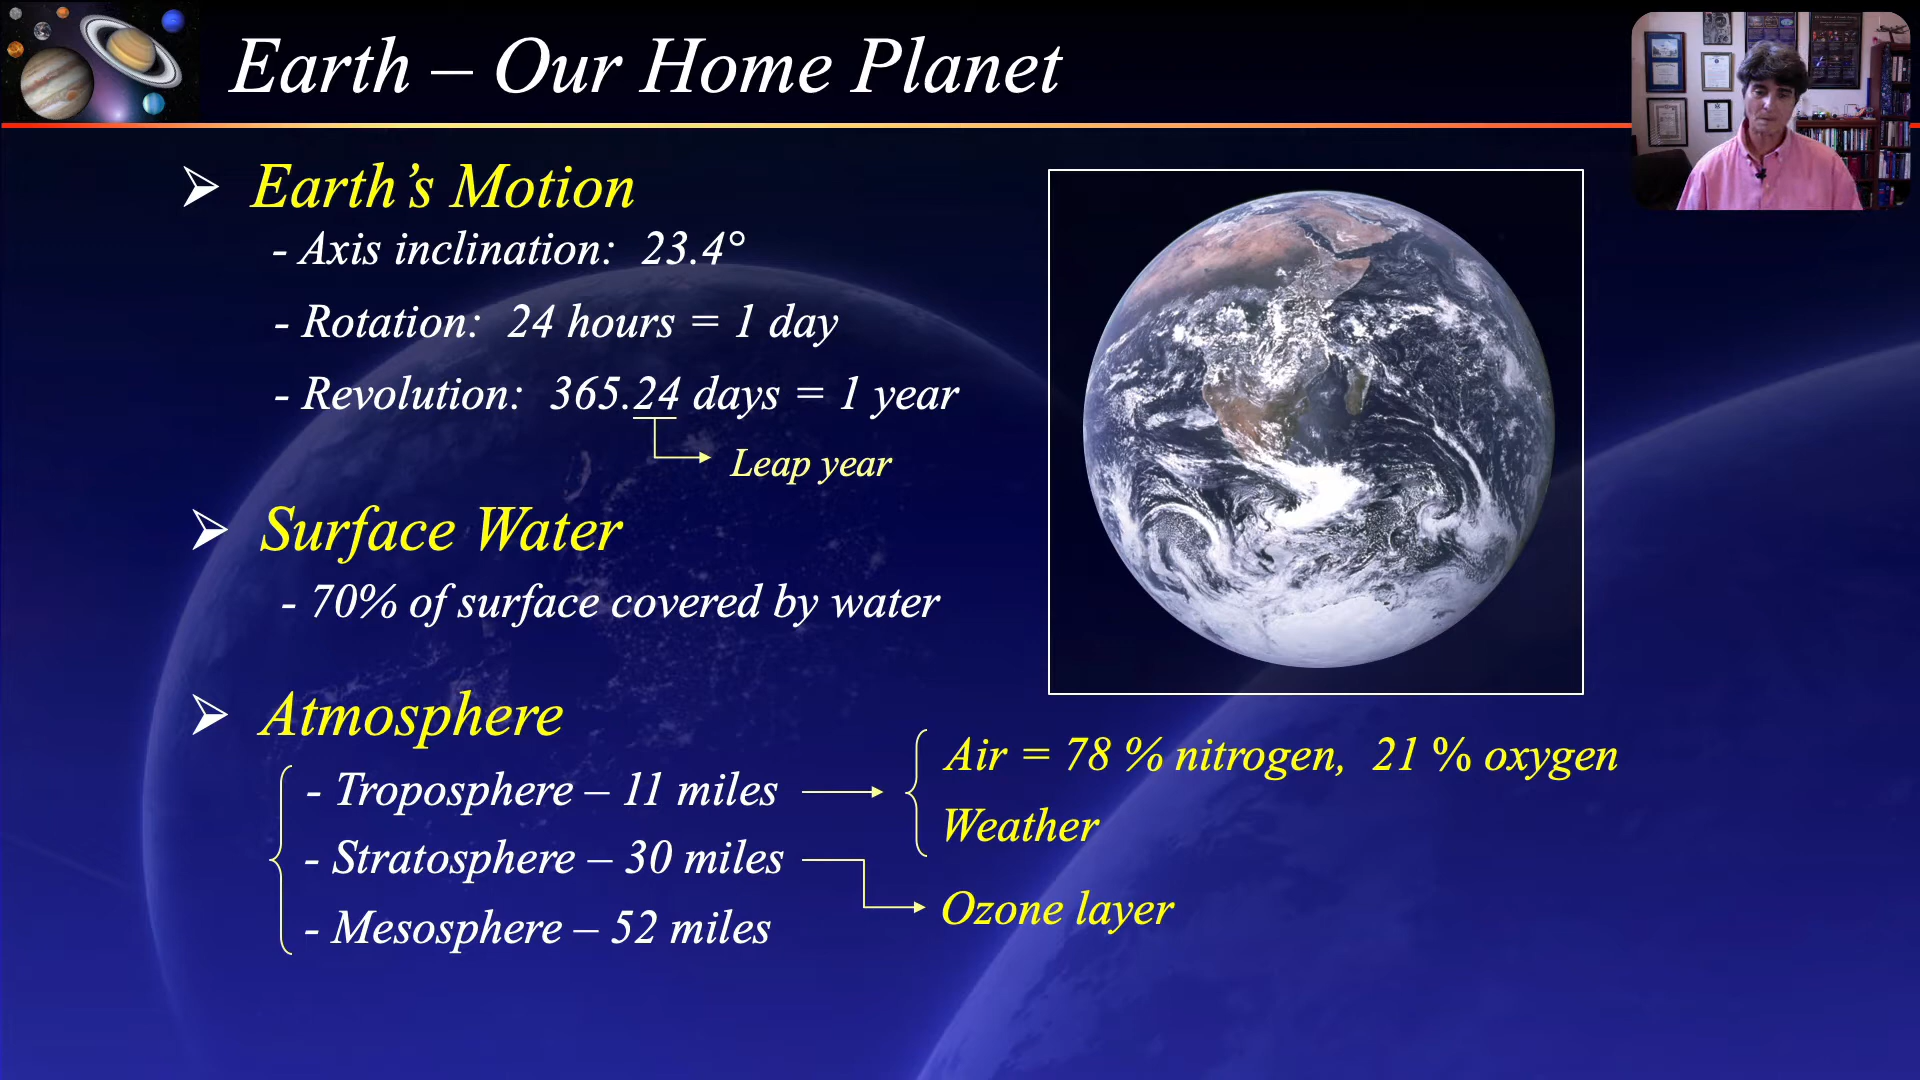 Earth – Our Home Planet
➢ Earth’s Motion
- Axis inclination: 23.4°
- Rotation: 24 hours = 1 day
- Revolution: 365.24 days = 1 year
Leap year
➢ Surface Water
- 70% of surface covered by water
➢ Atmosphere
- Troposphere – 11 miles
- Stratosphere – 30 miles
- Mesosphere – 52 miles
Air = 78 % nitrogen, 21 % oxygen
Weather
Ozone layer